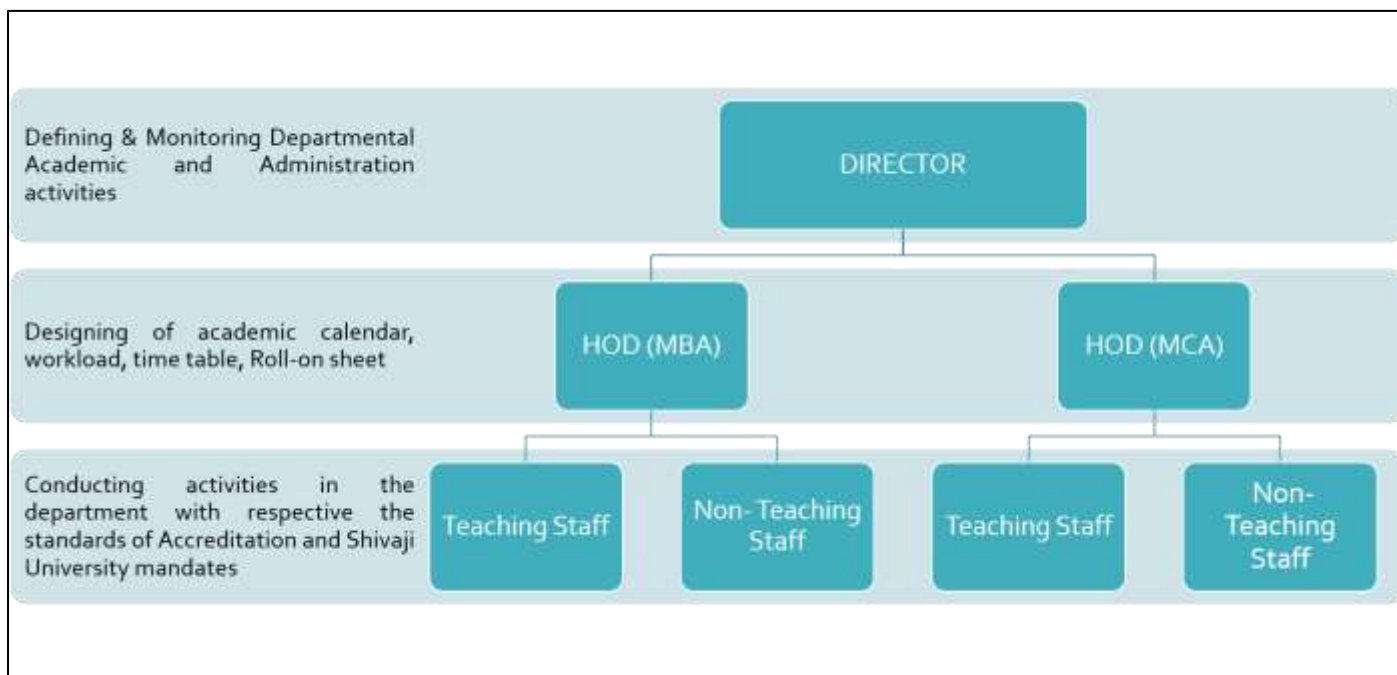 Defining & Monitoring Departmental
Academic and Administration
activities
DIRECTOR
Designing of academic calendar,
workload, time table, Roll-on sheet
HOD (MBA)
HOD (MCA)
Conducting activities in the
department with respective the
standards of Accreditation and Shivaji
University mandates
Teaching Staff
Non- Teaching
Staff
Teaching Staff
Non-
Teaching
Staff